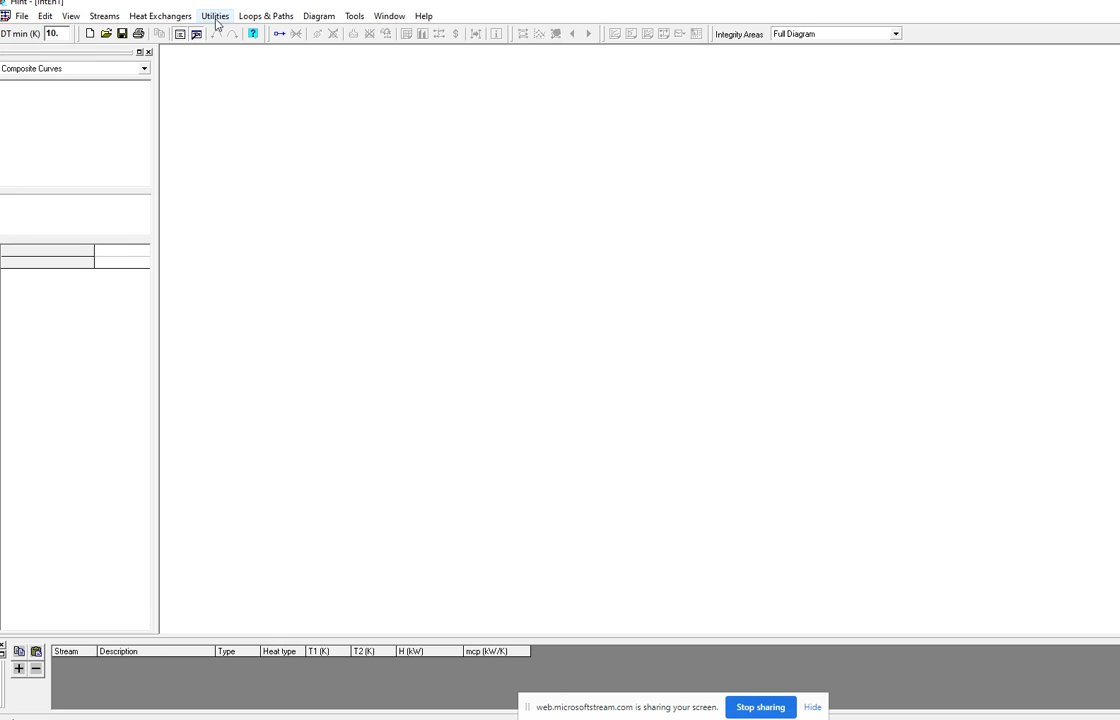 Hint - [IntEn1]
File Edit View Streams Heat Exchangers Utilities Loops & Paths Diagram Tools Window Help
DT min (K) 10. Integrity Areas Full Diagram
Composite Curves
Stream Description Type Heat type T1 (K) T2 (K) H (kW) mcp (kW/K)
web.microsoftstream.com is sharing your screen. Stop sharing Hide